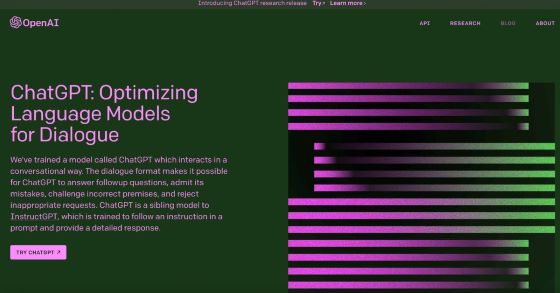 Introducing ChatGPT research release Try > Learn more >
OpenAI
API RESEARCH BLOG ABOUT
ChatGPT: Optimizing
Language Models
for Dialogue
We've trained a model called ChatGPT which interacts in a
conversational way. The dialogue format makes it possible
for ChatGPT to answer followup questions, admit its
mistakes, challenge incorrect premises, and reject
inappropriate requests. ChatGPT is a sibling model to
InstructGPT, which is trained to follow an instruction in a
prompt and provide a detailed response.
TRY CHATGPT ↗